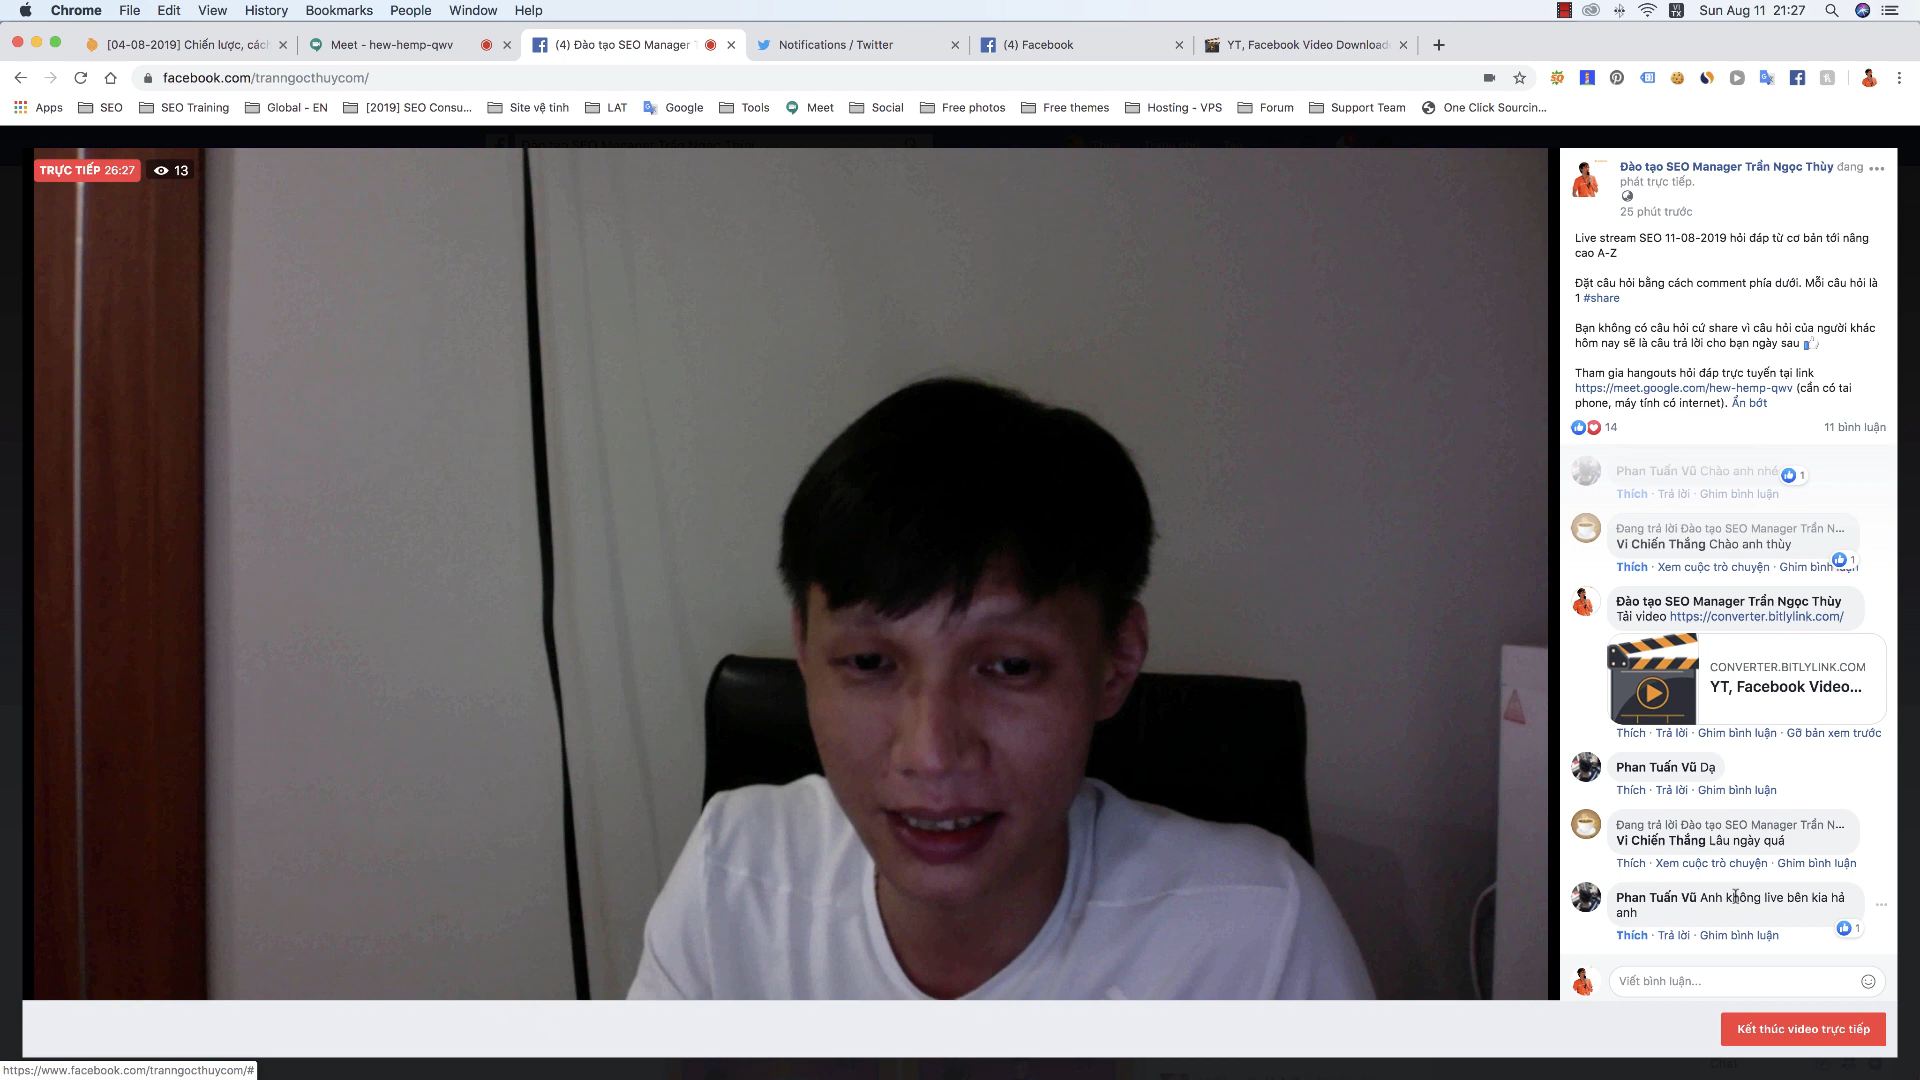 Chrome File Edit View History Bookmarks People Window Help Sun Aug 11 21:27
[04-08-2019] Chiến lược, các
Meet - hew-hemp-qwv
(4) Đào tạo SEO Manager
Notifications / Twitter
(4) Facebook
YT, Facebook Video Download
facebook.com/tranngocthuycom/
Apps SEO SEO Training Global - EN [2019] SEO Consu... Site vệ tinh LAT Google Tools Meet Social Free photos Free themes Hosting - VPS Forum Support Team One Click Sourcin...
TRỰC TIẾP 26:27 13
Đào tạo SEO Manager Trần Ngọc Thùy đang
phát trực tiếp.
25 phút trước
Live stream SEO 11-08-2019 hỏi đáp từ cơ bản tới nâng
cao A-Z
Đặt câu hỏi bằng cách comment phía dưới. Mỗi câu hỏi là
1 #share
Bạn không có câu hỏi cứ share vì câu hỏi của người khác
hôm nay sẽ là câu trả lời cho bạn ngày sau
Tham gia hangouts hỏi đáp trực tuyến tại link
https://meet.google.com/hew-hemp-qwv (cần có tai
phone, máy tính có internet). Ẩn bớt
14 11 bình luận
Phan Tuấn Vũ Chào anh nhé 1
Thích · Trả lời · Ghim bình luận
Đang trả lời Đào tạo SEO Manager Trần N...
Vi Chiến Thắng Chào anh thùy
1
Thích · Xem cuộc trò chuyện · Ghim bình luận
Đào tạo SEO Manager Trần Ngọc Thùy
Tải video https://converter.bitlylink.com/
CONVERTER.BITLYLINK.COM
YT, Facebook Video...
Thích · Trả lời · Ghim bình luận · Gỡ bản xem trước
Phan Tuấn Vũ Dạ
Thích · Trả lời · Ghim bình luận
Đang trả lời Đào tạo SEO Manager Trần N...
Vi Chiến Thắng Lâu ngày quá
Thích · Xem cuộc trò chuyện · Ghim bình luận
Phan Tuấn Vũ Anh không live bên kia hả
anh
1
Thích · Trả lời · Ghim bình luận
Viết bình luận...
Kết thúc video trực tiếp
https://www.facebook.com/tranngocthuycom/#